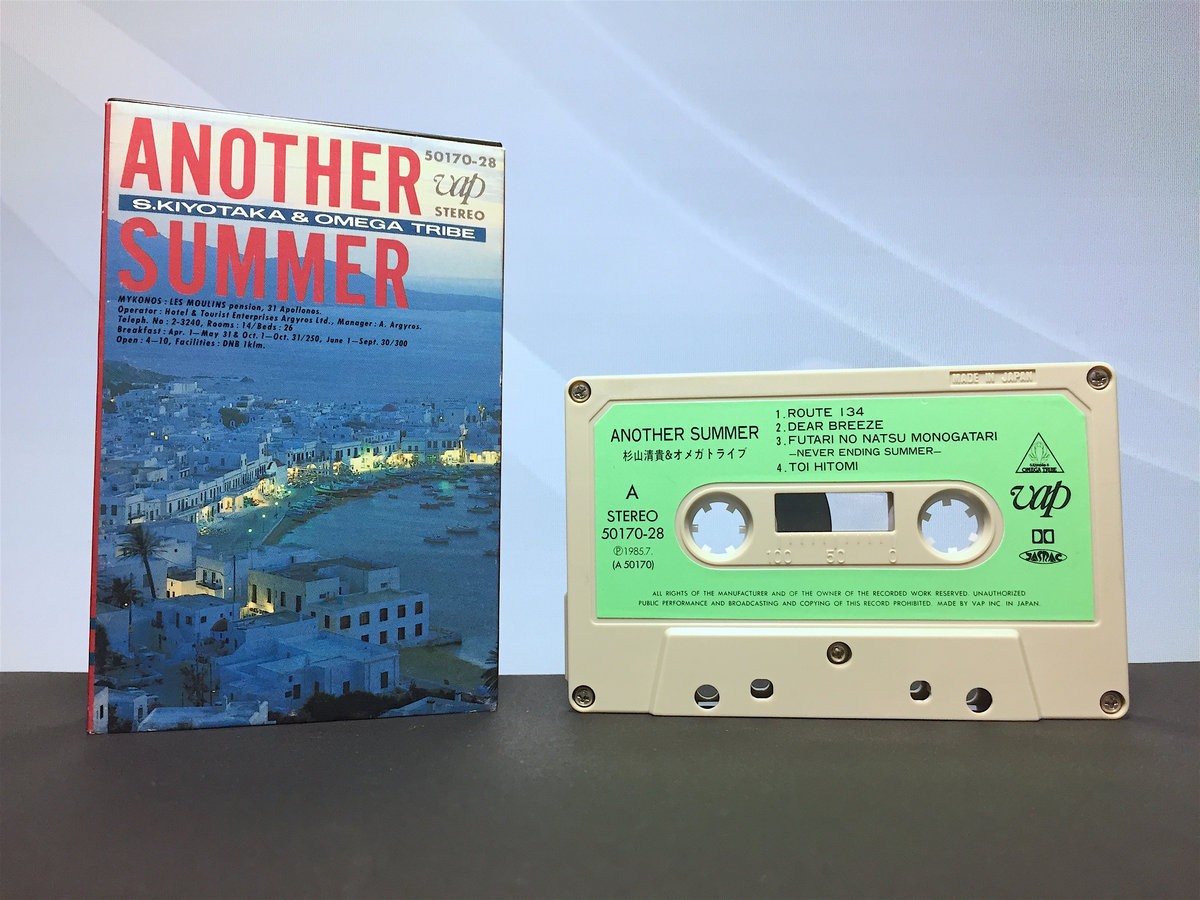 ANOTHER
50170-28
vap
STEREO
S.KIYOTAKA & OMEGA TRIBE
SUMMER
MYKONOS : LES MOULINS pension, 31 Apollonos.
Operator : Hotel & Tourist Enterprises Argyros Ltd., Manager : A. Argyros.
Teleph. No : 2-3240, Rooms : 14/Beds : 26
Breakfast : Apr. 1—May 31 & Oct. 1—Oct. 31/250, June 1—Sept. 30/300
Open : 4—10, Facilities : DNB 1klm.
MADE IN JAPAN
ANOTHER SUMMER
杉山清貴&オメガトライブ
1. ROUTE 134
2. DEAR BREEZE
3. FUTARI NO NATSU MONOGATARI
—NEVER ENDING SUMMER—
4. TOI HITOMI
A
STEREO
50170-28
Ⓟ1985.7.
(A 50170)
OMEGA TRIBE
vap
JASRAC
100 50 0
ALL RIGHTS OF THE MANUFACTURER AND OF THE OWNER OF THE RECORDED WORK RESERVED. UNAUTHORIZED
PUBLIC PERFORMANCE AND BROADCASTING AND COPYING OF THIS RECORD PROHIBITED. MADE BY VAP INC. IN JAPAN.